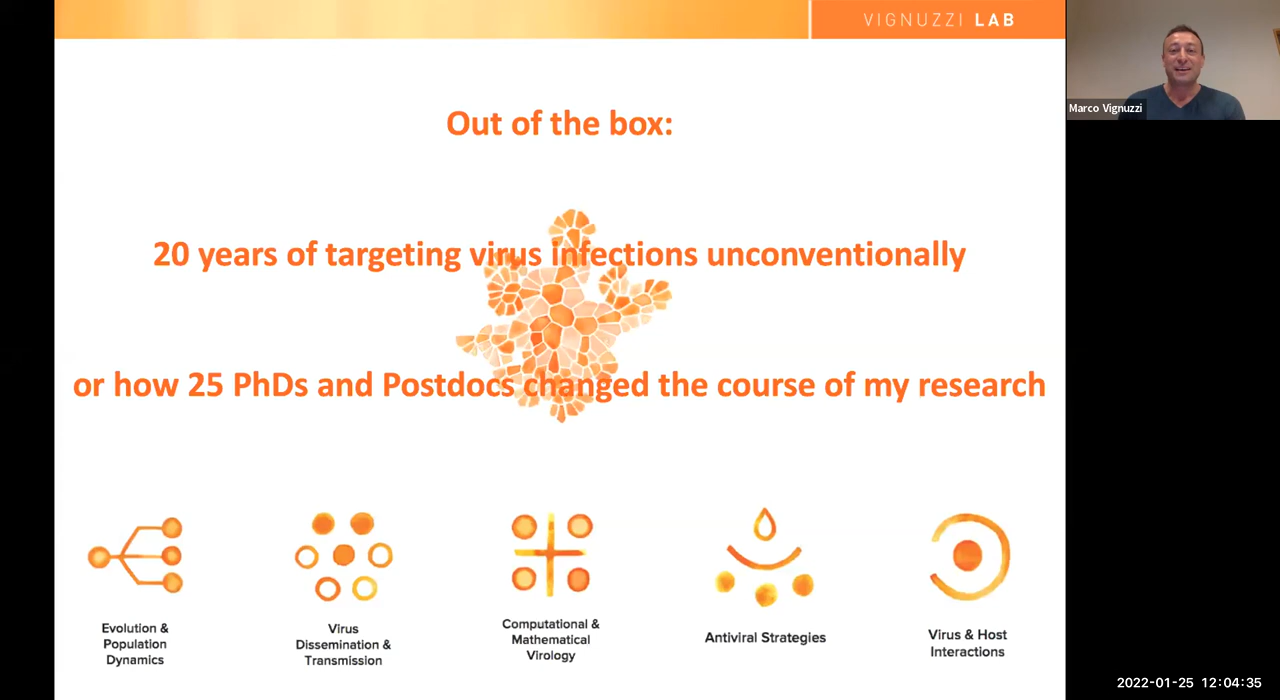 VIGNUZZI LAB
Marco Vignuzzi
Out of the box:
20 years of targeting virus infections unconventionally
or how 25 PhDs and Postdocs changed the course of my research
Evolution &
Population
Dynamics
Virus
Dissemination &
Transmission
Computational &
Mathematical
Virology
Antiviral Strategies
Virus & Host
Interactions
2022-01-25 12:04:35